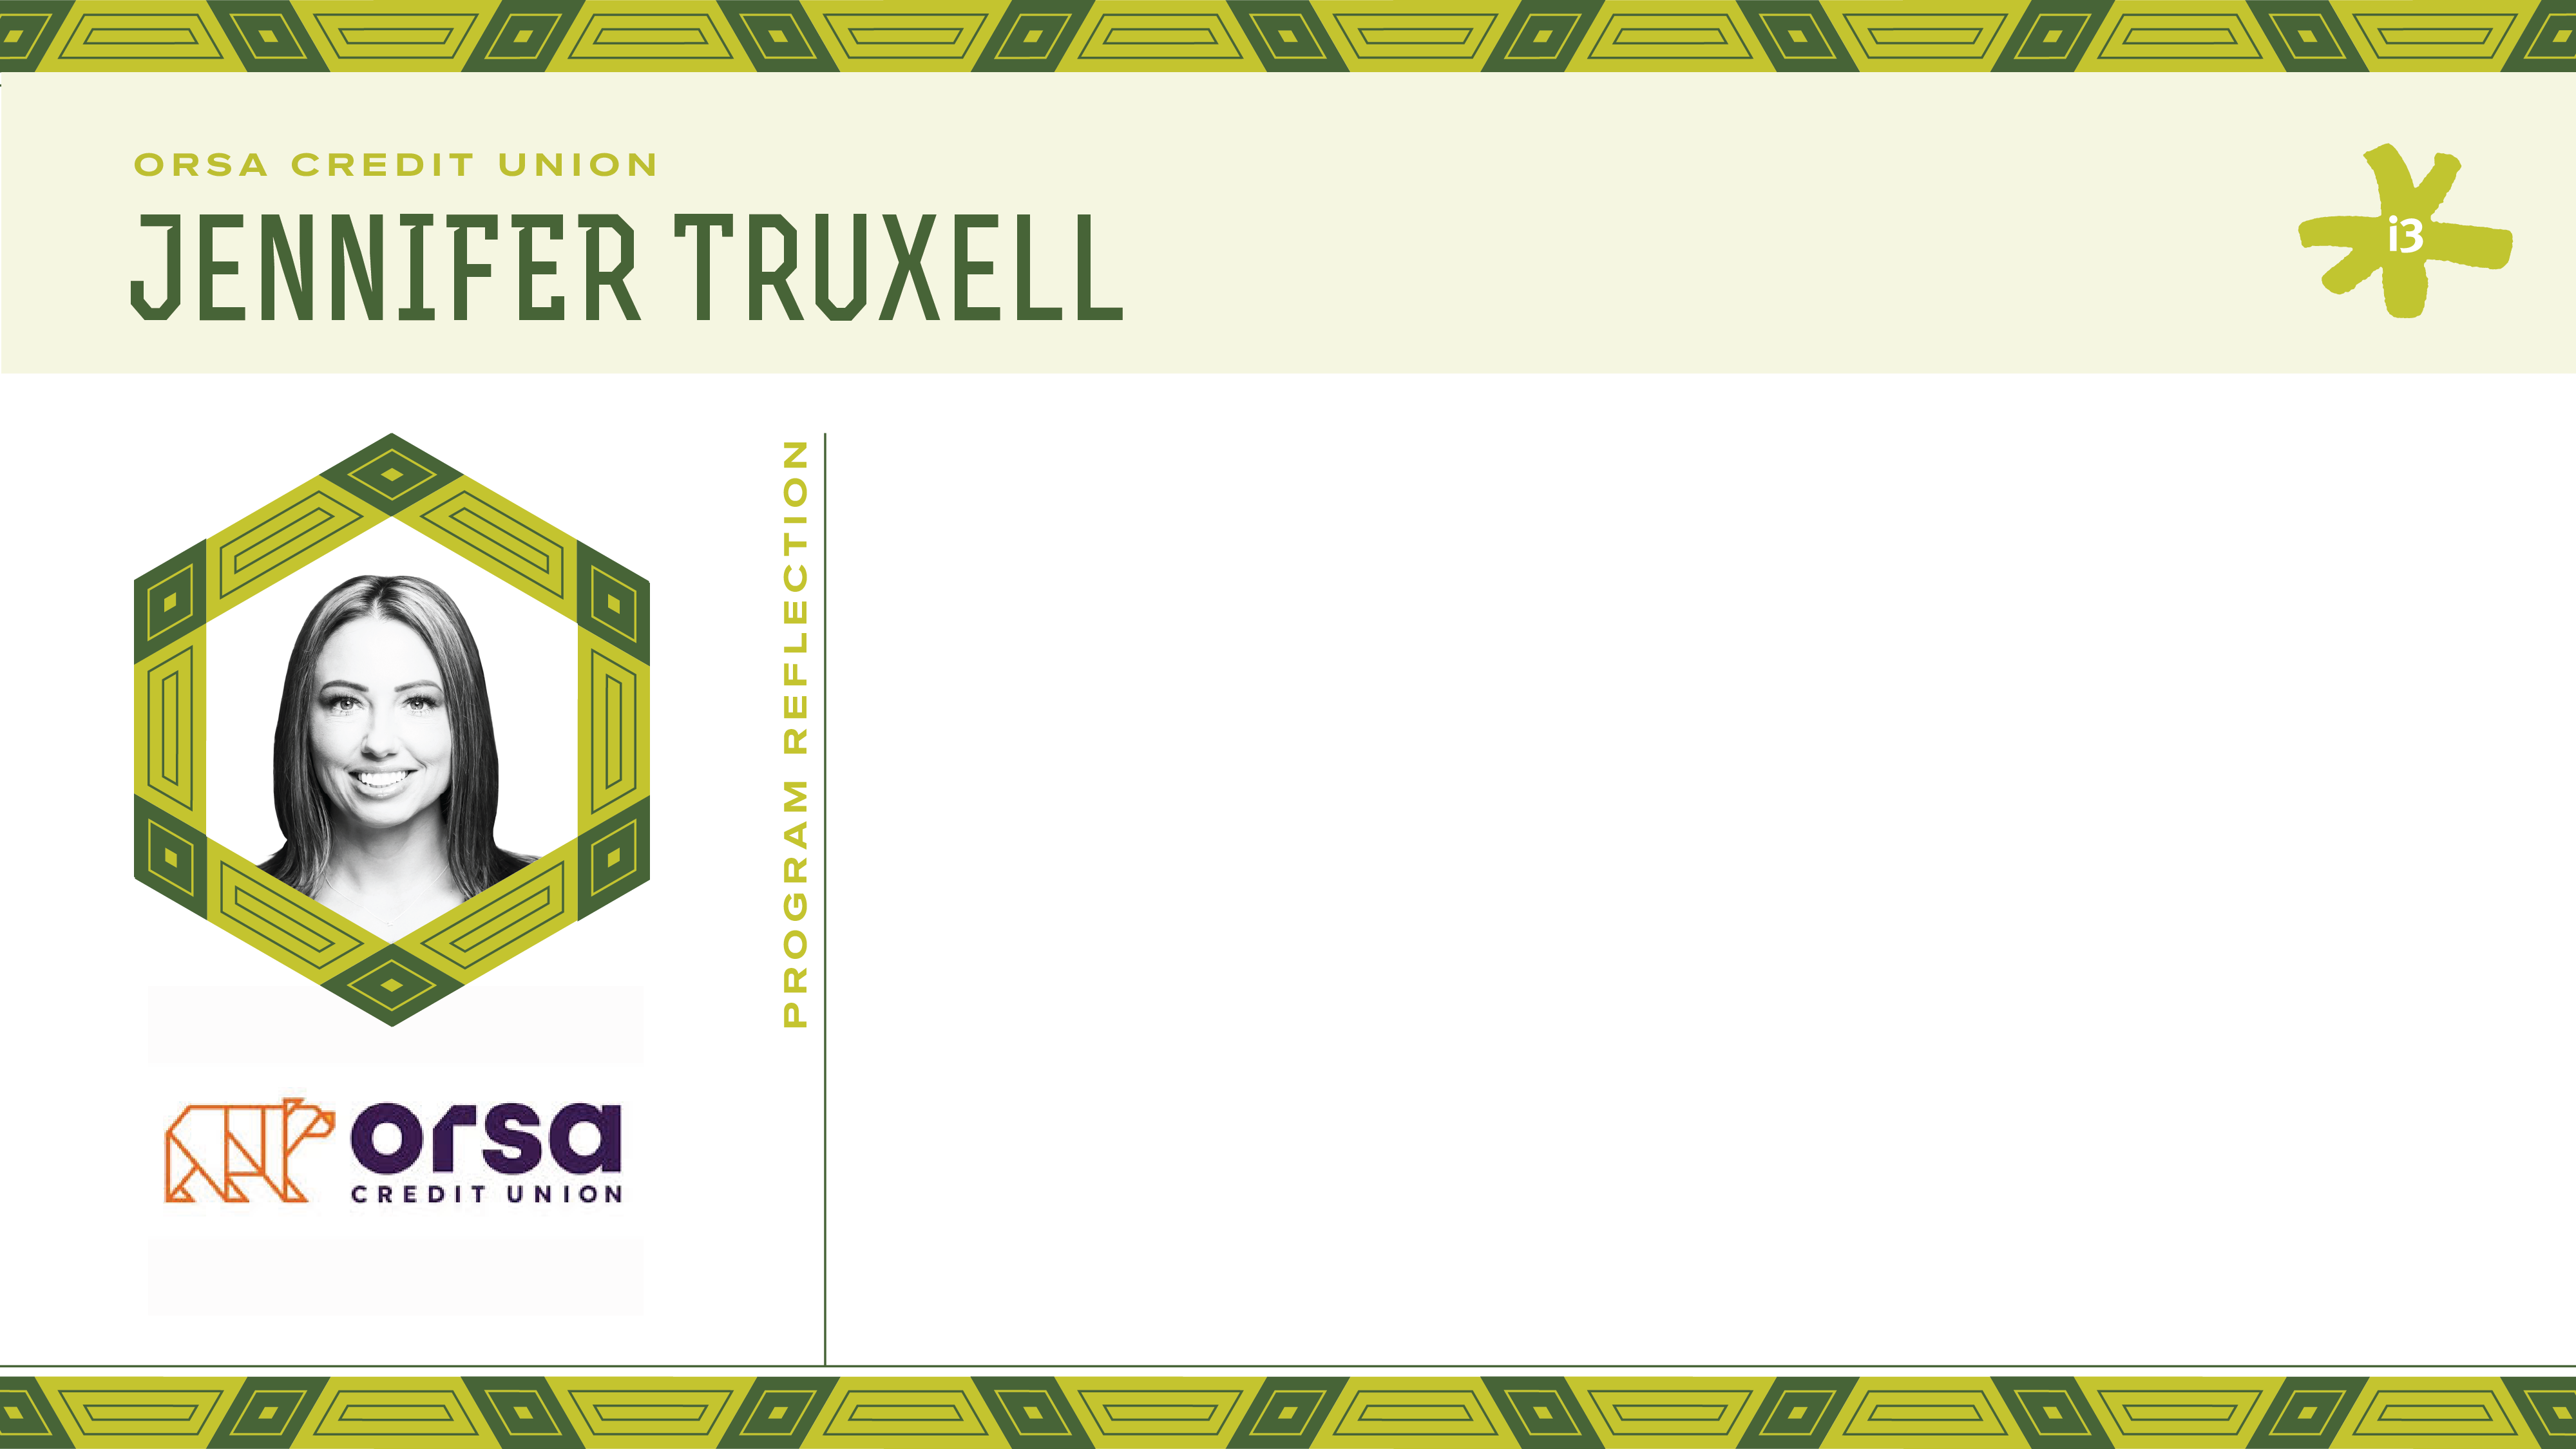 ORSA CREDIT UNION
JENNIFER TRUXELL
i3
PROGRAM REFLECTION
orsa
CREDIT UNION